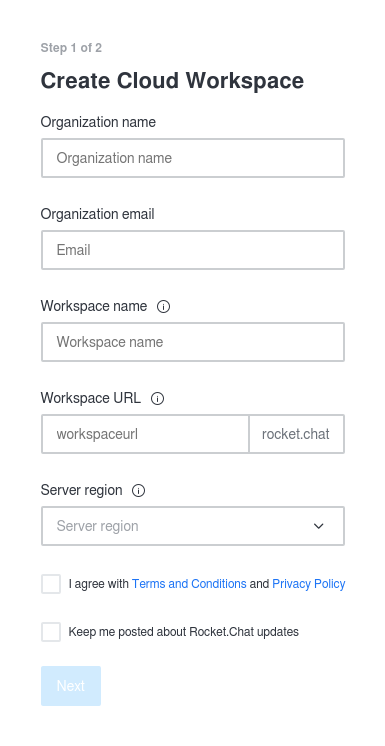 Step 1 of 2
Create Cloud Workspace
Organization name
Organization name
Organization email
Email
Workspace name
Workspace name
Workspace URL
workspaceurl rocket.chat
Server region
Server region
I agree with Terms and Conditions and Privacy Policy
Keep me posted about Rocket.Chat updates
Next